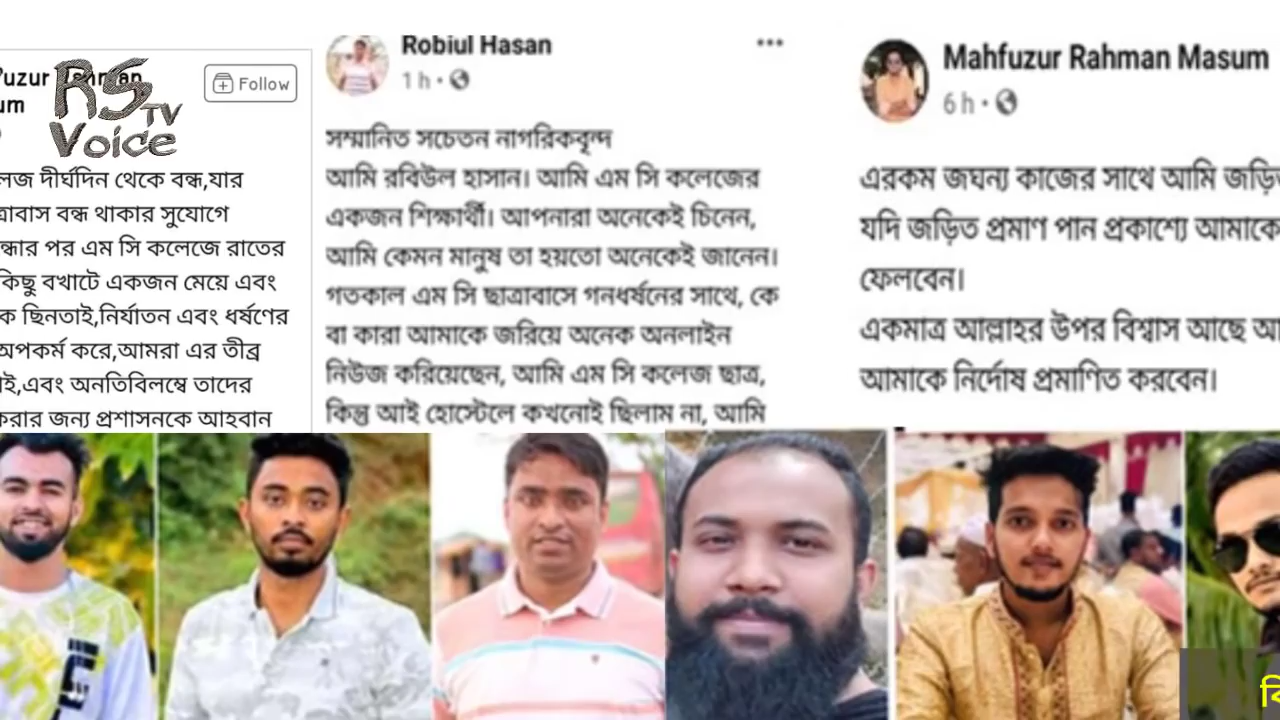 RS TV
Voice
Follow
দীর্ঘদিন থেকে বন্ধ,যার
বন্ধ থাকার সুযোগে
পর এম সি কলেজে রাতের
কিছু বখাটে একজন মেয়ে এবং
ছিনতাই,নির্যাতন এবং ধর্ষণের
অপকর্ম করে,আমরা এর তীব্র
এবং অনতিবিলম্বে তাদের
জন্য প্রশাসনকে আহবান
Robiul Hasan
1 h
সম্মানিত সচেতন নাগরিকবৃন্দ
আমি রবিউল হাসান। আমি এম সি কলেজের
একজন শিক্ষার্থী। আপনারা অনেকেই চিনেন,
আমি কেমন মানুষ তা হয়তো অনেকেই জানেন।
গতকাল এম সি ছাত্রাবাসে গনধর্ষনের সাথে, কে
বা কারা আমাকে জরিয়ে অনেক অনলাইন
নিউজ করিয়েছেন, আমি এম সি কলেজ ছাত্র,
কিন্তু আই হোস্টেলে কখনোই ছিলাম না, আমি
Mahfuzur Rahman Masum
6 h
এরকম জঘন্য কাজের সাথে আমি
যদি জড়িত প্রমাণ পান প্রকাশ্যে আমাকে
ফেলবেন।
একমাত্র আল্লাহর উপর বিশ্বাস আছে
আমাকে নির্দোষ প্রমাণিত করবেন।